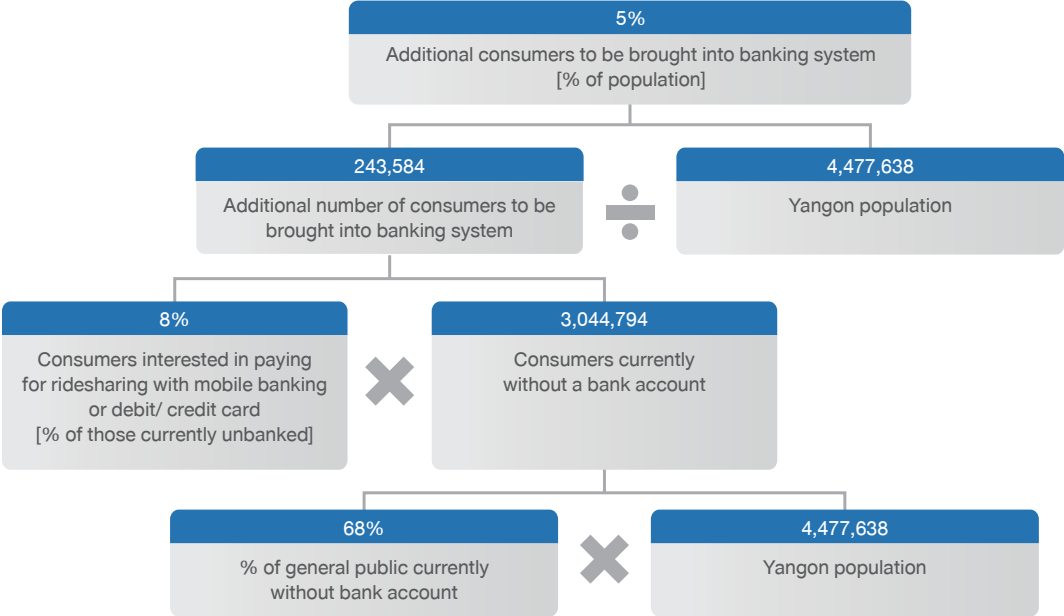 5%
Additional consumers to be brought into banking system
[% of population]
243,584
Additional number of consumers to be
brought into banking system
4,477,638
Yangon population
8%
Consumers interested in paying
for ridesharing with mobile banking
or debit/ credit card
[% of those currently unbanked]
3,044,794
Consumers currently
without a bank account
68%
% of general public currently
without bank account
4,477,638
Yangon population